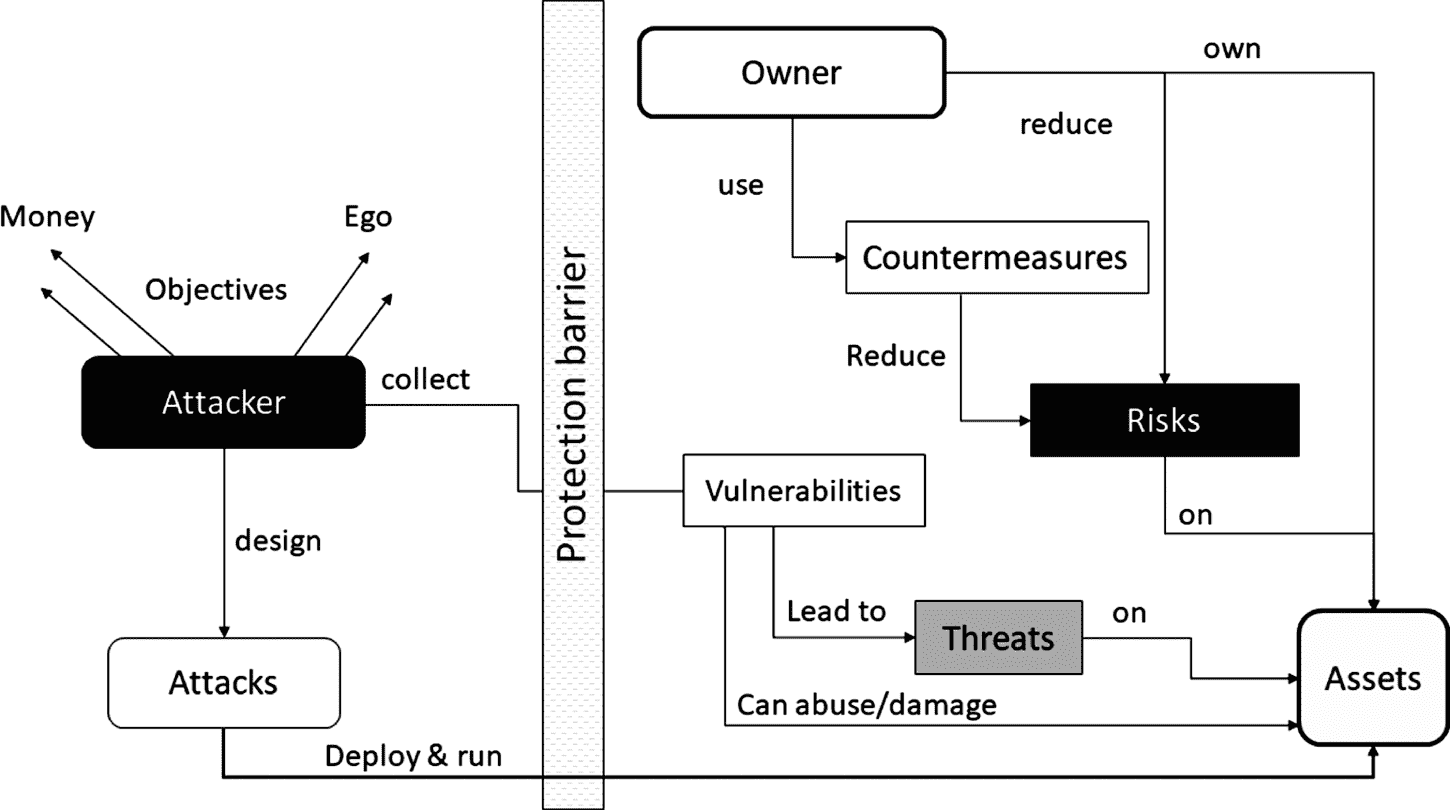 own
Owner
reduce
use
Money
Ego
Countermeasures
Objectives
Protection barrier
Reduce
collect
Attacker
Risks
Vulnerabilities
on
design
Lead to
on
Threats
Attacks
Assets
Can abuse/damage
Deploy & run